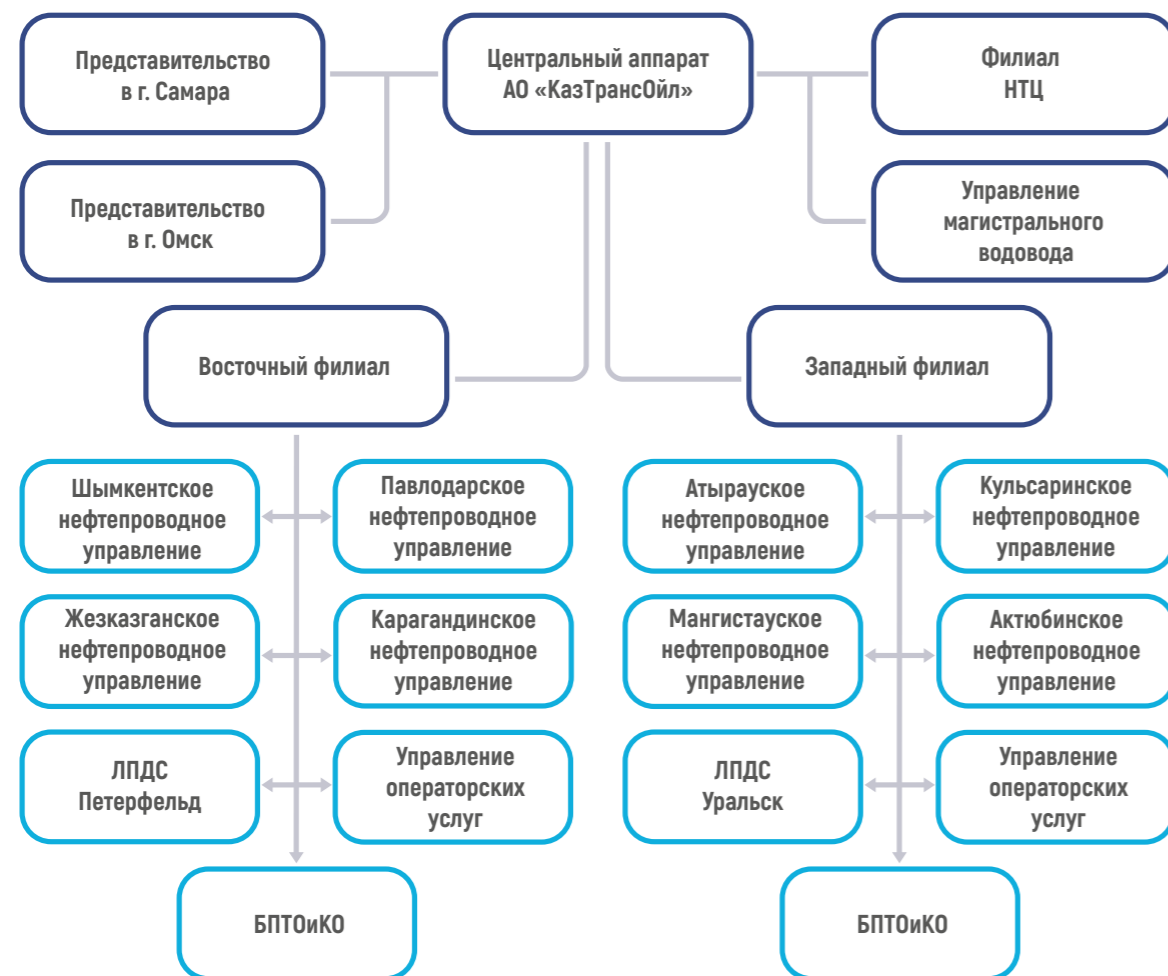 Представительство
в г. Самара
Центральный аппарат
АО «КазТрансОйл»
Филиал
НТЦ
Представительство
в г. Омск
Управление
магистрального
водовода
Восточный филиал
Западный филиал
Шымкентское
нефтепроводное
управление
Павлодарское
нефтепроводное
управление
Атырауское
нефтепроводное
управление
Кульсаринское
нефтепроводное
управление
Жезказганское
нефтепроводное
управление
Карагандинское
нефтепроводное
управление
Мангистауское
нефтепроводное
управление
Актюбинское
нефтепроводное
управление
ЛПДС
Петерфельд
Управление
операторских
услуг
ЛПДС
Уральск
Управление
операторских
услуг
БПТОиКО
БПТОиКО